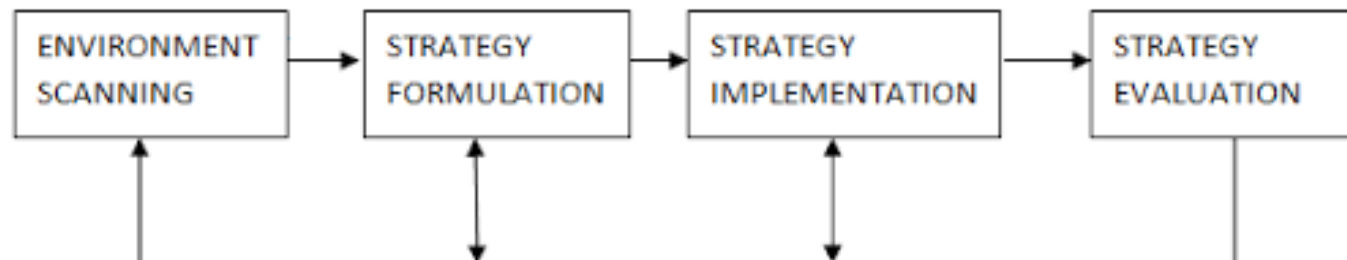 ENVIRONMENT
SCANNING
STRATEGY
FORMULATION
STRATEGY
IMPLEMENTATION
STRATEGY
EVALUATION